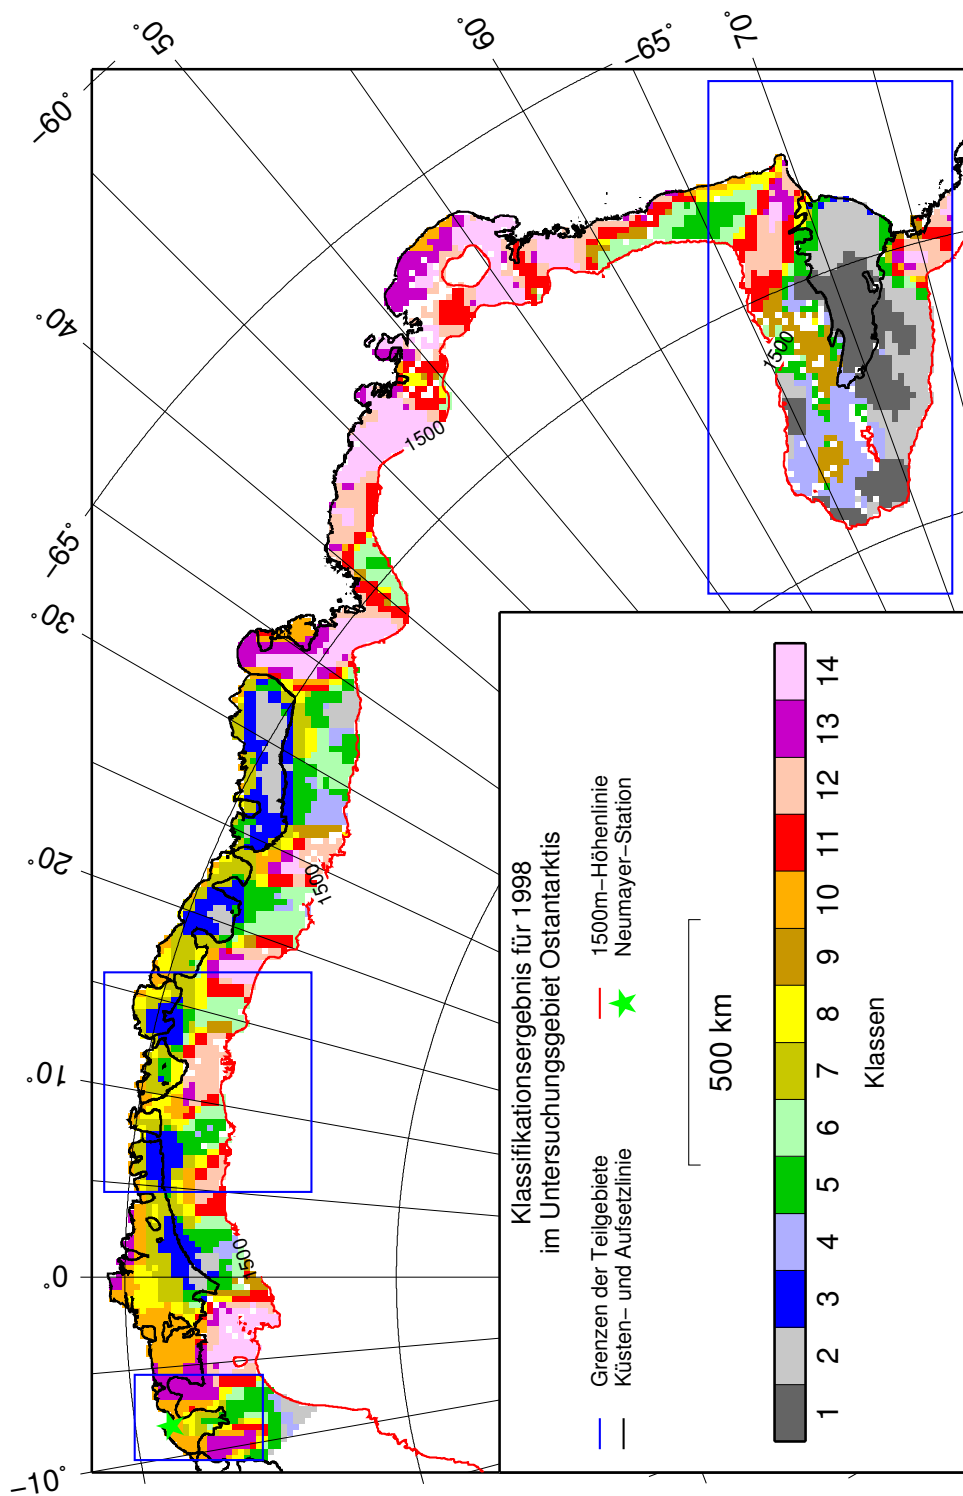 −10°
0°
10°
20°
30°
−65°
40°
−60°
50°
60°
−65°
70°
1500
1500
1500
1500
Klassifikationsergebnis für 1998
im Untersuchungsgebiet Ostantarktis
Grenzen der Teilgebiete
Küsten− und Aufsetzlinie
1500m−Höhenlinie
Neumayer−Station
500 km
1 2 3 4 5 6 7 8 9 10 11 12 13 14
Klassen